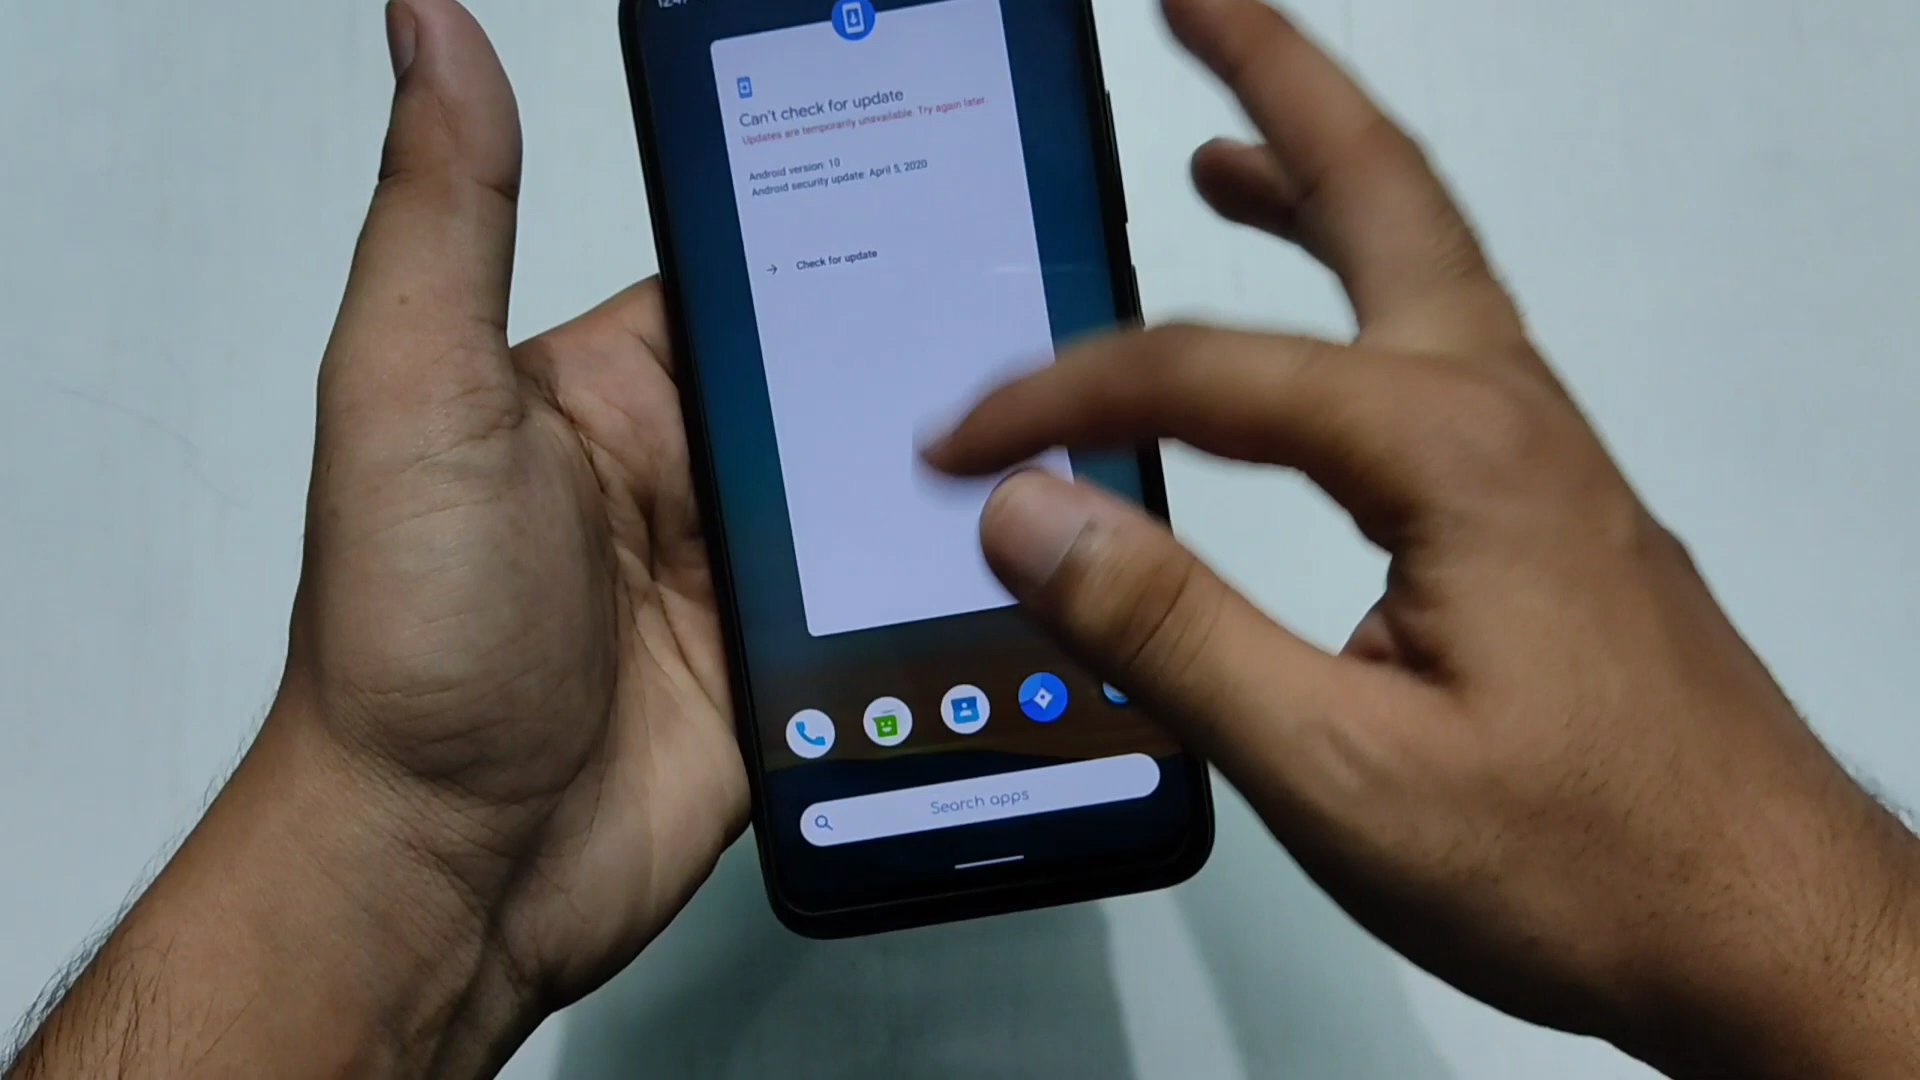 Can't check for update
Updates are temporarily unavailable. Try again later.
Android version: 10
Android security update: April 5, 2020
Check for update
Search apps